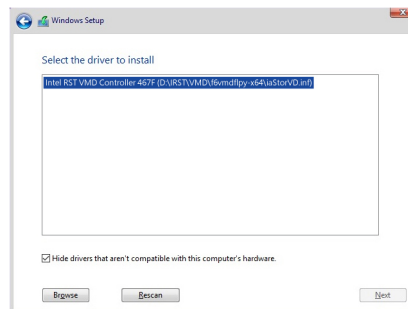 Windows Setup
Select the driver to install
Intel RST VMD Controller 467F (D:\IRST\VMD\f6vmdflpy-x64\iaStorVD.inf)
Hide drivers that aren't compatible with this computer's hardware.
Browse
Rescan
Next